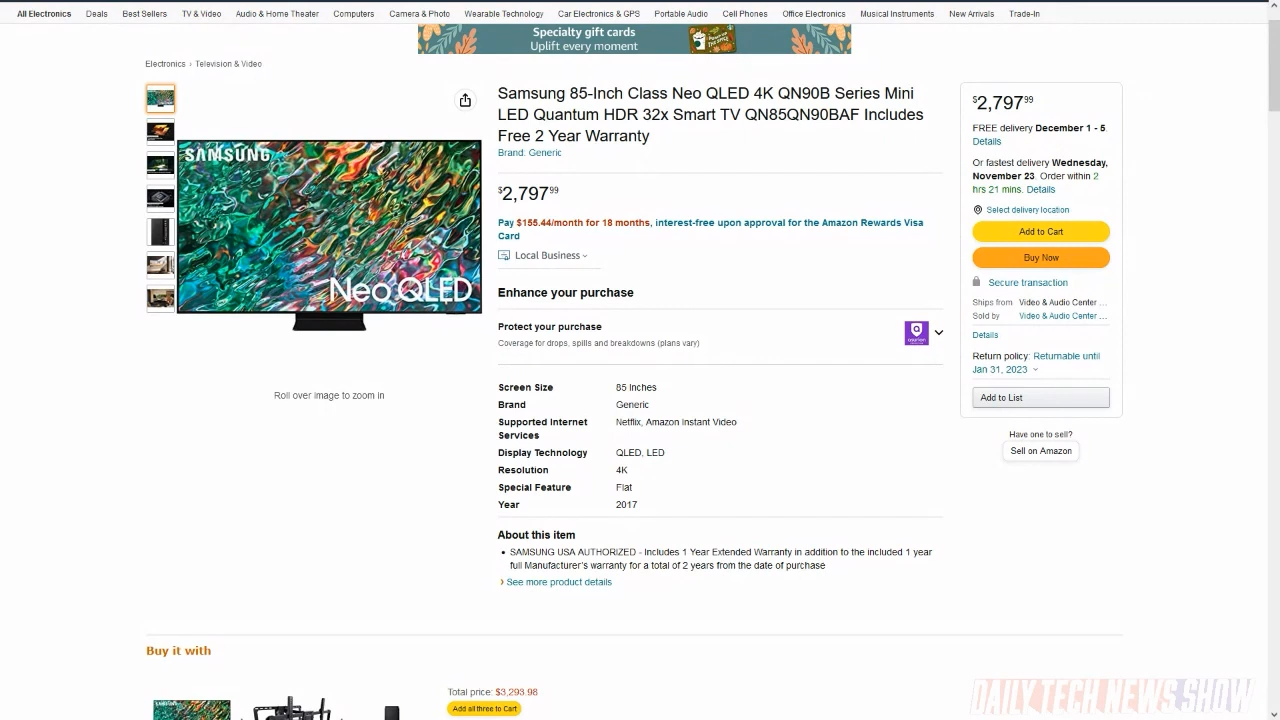 All Electronics Deals Best Sellers TV & Video Audio & Home Theater Computers Camera & Photo Wearable Technology Car Electronics & GPS Portable Audio Cell Phones Office Electronics Musical Instruments New Arrivals Trade-In
Specialty gift cards
Uplift every moment
Electronics › Television & Video
SAMSUNG
Neo QLED
Roll over image to zoom in
Samsung 85-Inch Class Neo QLED 4K QN90B Series Mini
LED Quantum HDR 32x Smart TV QN85QN90BAF Includes
Free 2 Year Warranty
Brand: Generic
$2,797.99
Pay $155.44/month for 18 months, interest-free upon approval for the Amazon Rewards Visa
Card
Local Business
Enhance your purchase
Protect your purchase
Coverage for drops, spills and breakdowns (plans vary)
asurion
Screen Size 85 Inches
Brand Generic
Supported Internet Netflix, Amazon Instant Video
Services
Display Technology QLED, LED
Resolution 4K
Special Feature Flat
Year 2017
About this item
• SAMSUNG USA AUTHORIZED - Includes 1 Year Extended Warranty in addition to the included 1 year
full Manufacturer's warranty for a total of 2 years from the date of purchase
› See more product details
$2,797.99
FREE delivery December 1 - 5.
Details
Or fastest delivery Wednesday,
November 23. Order within 2
hrs 21 mins. Details
Select delivery location
Add to Cart
Buy Now
Secure transaction
Ships from Video & Audio Center ...
Sold by Video & Audio Center ...
Details
Return policy: Returnable until
Jan 31, 2023
Add to List
Have one to sell?
Sell on Amazon
Buy it with
SAMSUNG
Total price: $3,293.98
Add all three to Cart
DAILY TECH NEWS SHOW